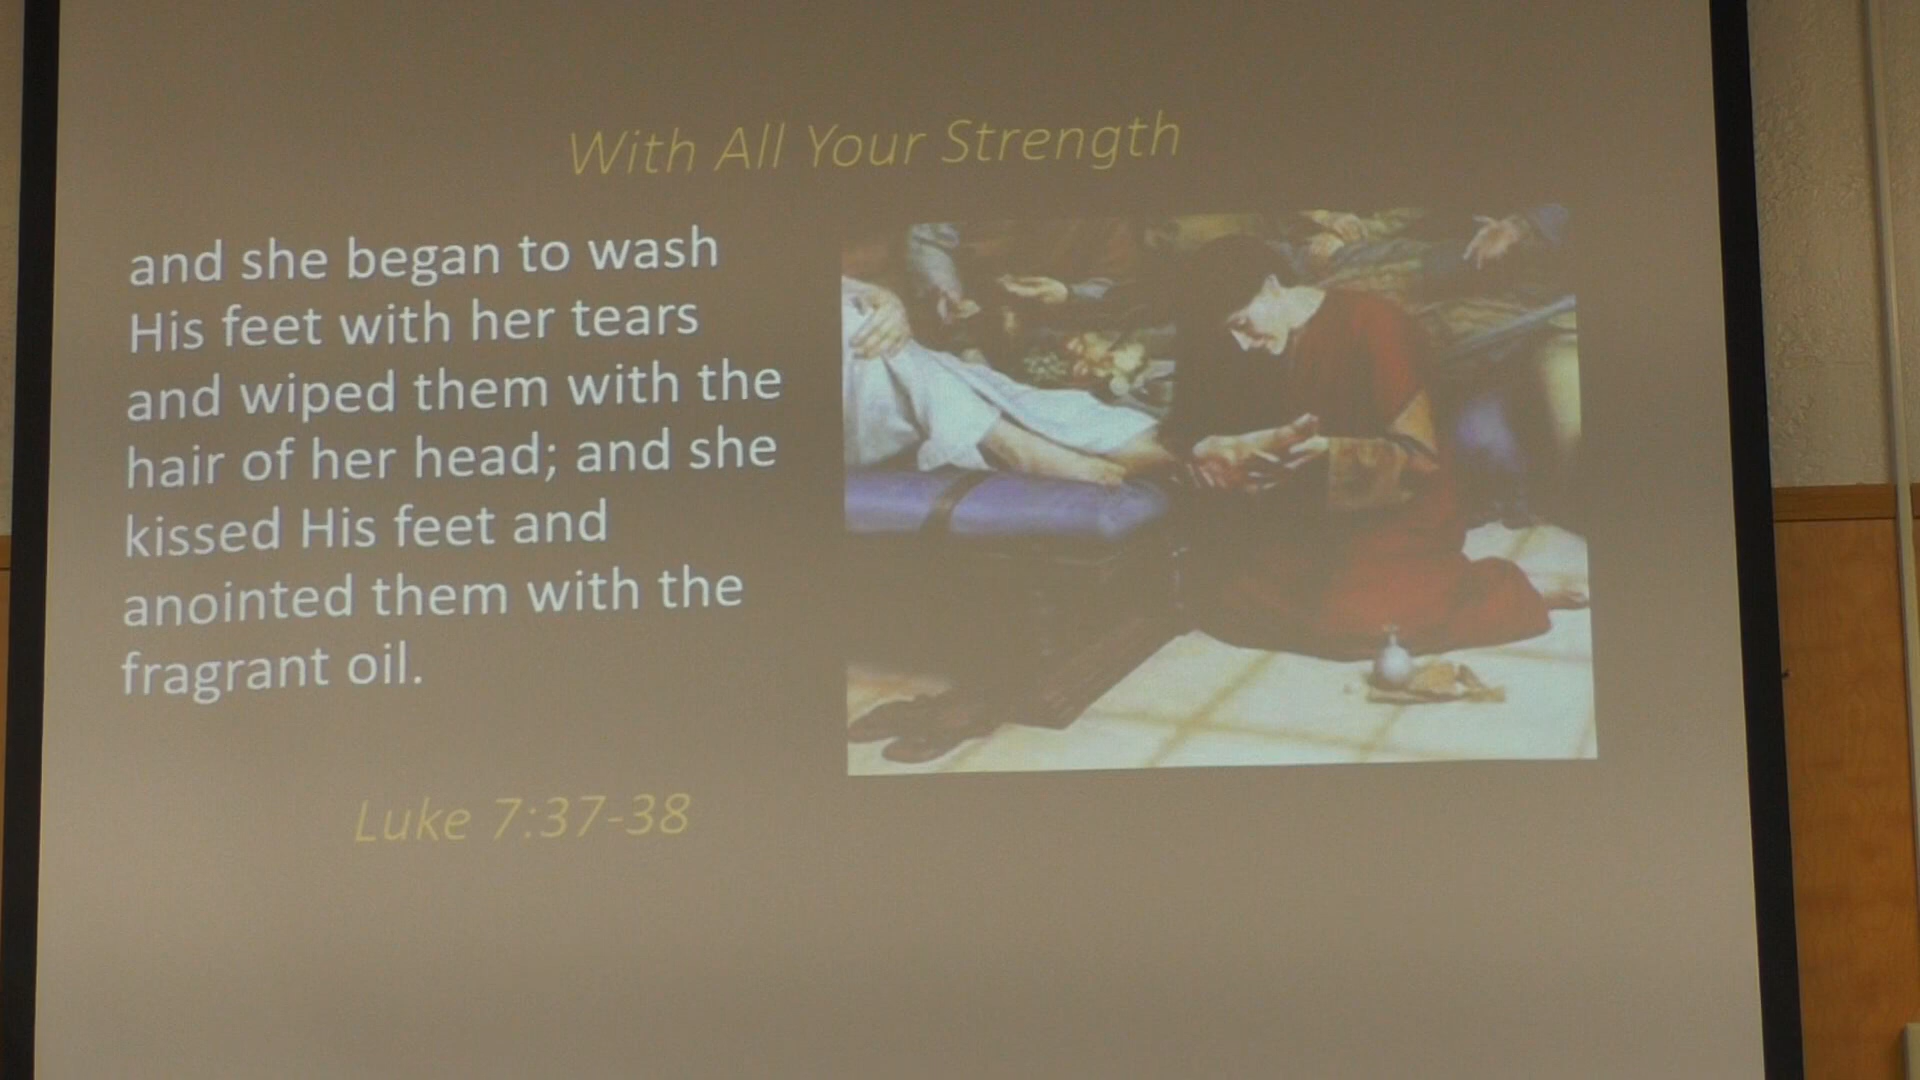 With All Your Strength
and she began to wash
His feet with her tears
and wiped them with the
hair of her head; and she
kissed His feet and
anointed them with the
fragrant oil.
Luke 7:37-38